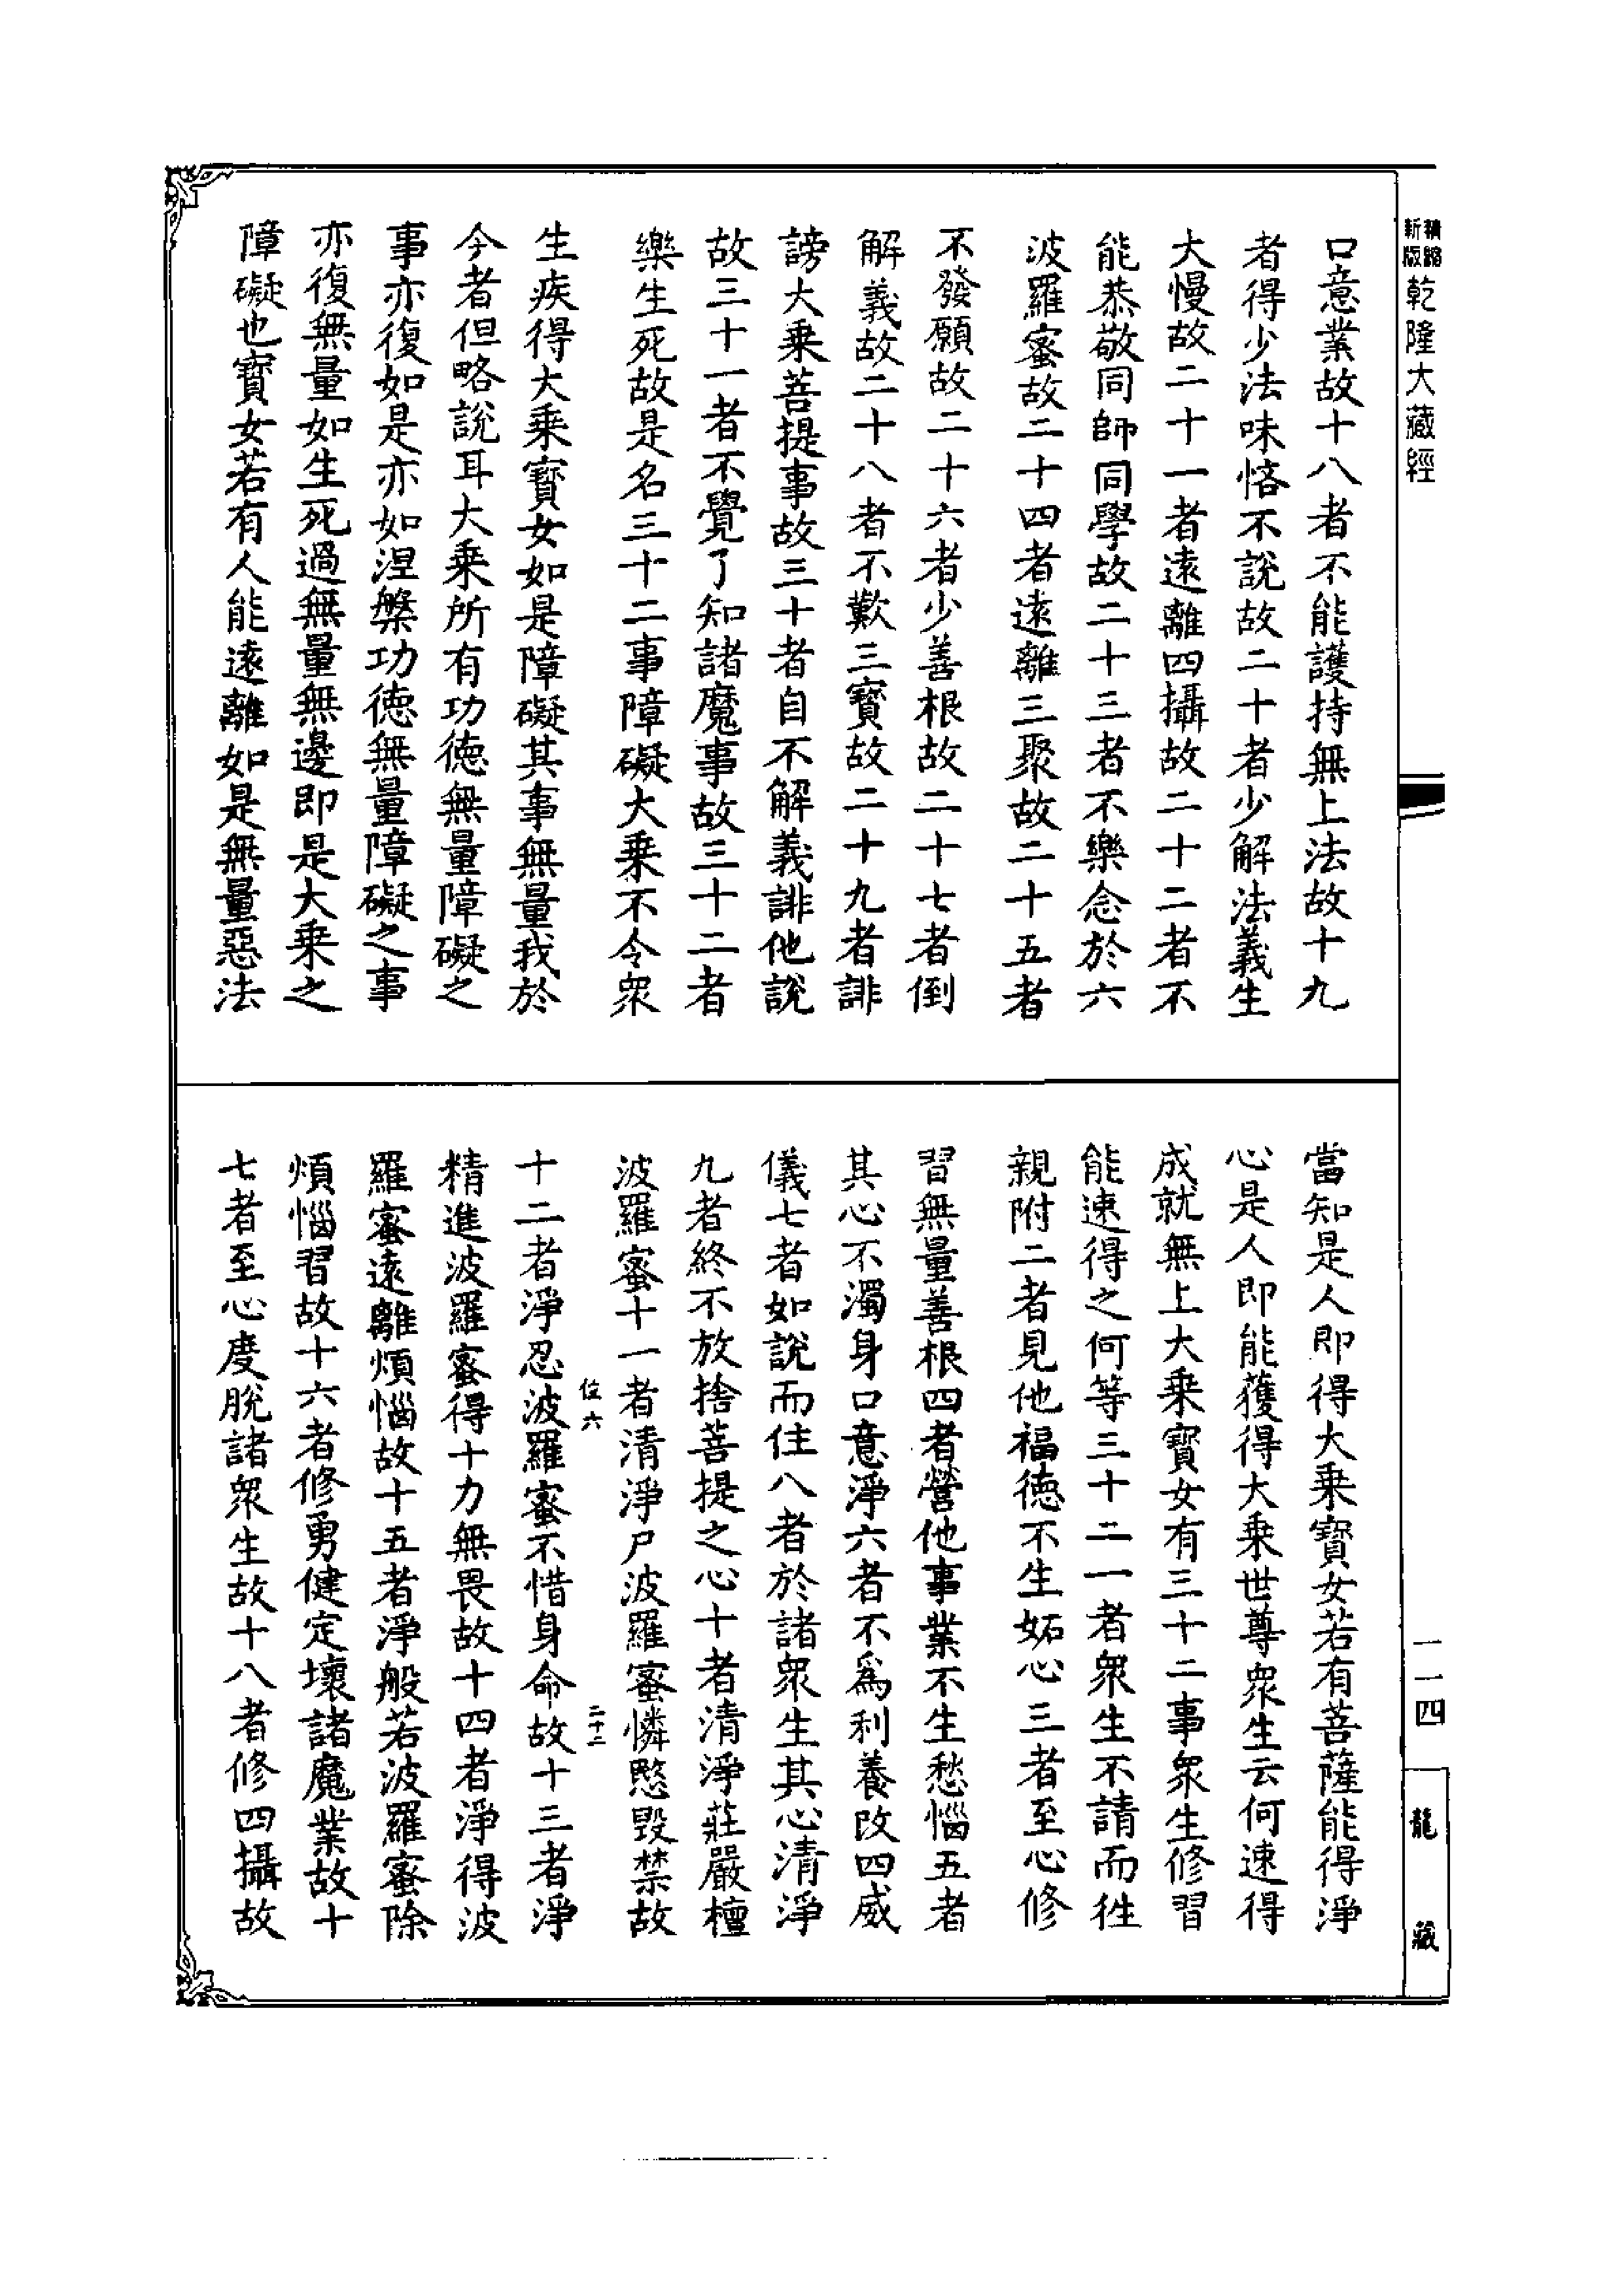 新版精縮乾隆大藏經
口意業故十八者不能護持無上法故十九
者得少法味悋不說故二十者少解法義生
大慢故二十一者遠離四攝故二十二者不
能恭敬同師同學故二十三者不樂念於六
波羅蜜故二十四者遠離三聚故二十五者
不發願故二十六者少善根故二十七者倒
解義故二十八者不歎三寶故二十九者誹
謗大乗菩提事故三十者自不解義誹他說
故三十一者不覺了知諸魔事故三十二者
樂生死故是名三十二事障礙大乗不令衆
生疾得大乗寶女如是障礙其事無量我於
今者但略說耳大乗所有功徳無量障礙之
事亦復如是亦如涅槃功徳無量障礙之事
亦復無量如生死過無量無邊即是大乗之
障礙也寶女若有人能遠離如是無量惡法
當知是人即得大乗寶女若有菩薩能得淨
心是人即能獲得大乗世尊衆生云何速得
成就無上大乗寶女有三十二事衆生修習
能速得之何等三十二一者衆生不請而徃
親附二者見他福徳不生妬心三者至心修
習無量善根四者營他事業不生愁惱五者
其心不濁身口意淨六者不爲利養改四威
儀七者如說而住八者於諸衆生其心清淨
九者終不放捨菩提之心十者清淨莊嚴檀
波羅蜜十一者清淨尸波羅蜜憐愍毀禁故
位六
二十二
十二者淨忍波羅蜜不惜身命故十三者淨
精進波羅蜜得十力無畏故十四者淨得波
羅蜜遠離煩惱故十五者淨般若波羅蜜除
煩惱習故十六者修勇健定壞諸魔業故十
七者至心度脫諸衆生故十八者修四攝故
一一四
龍藏